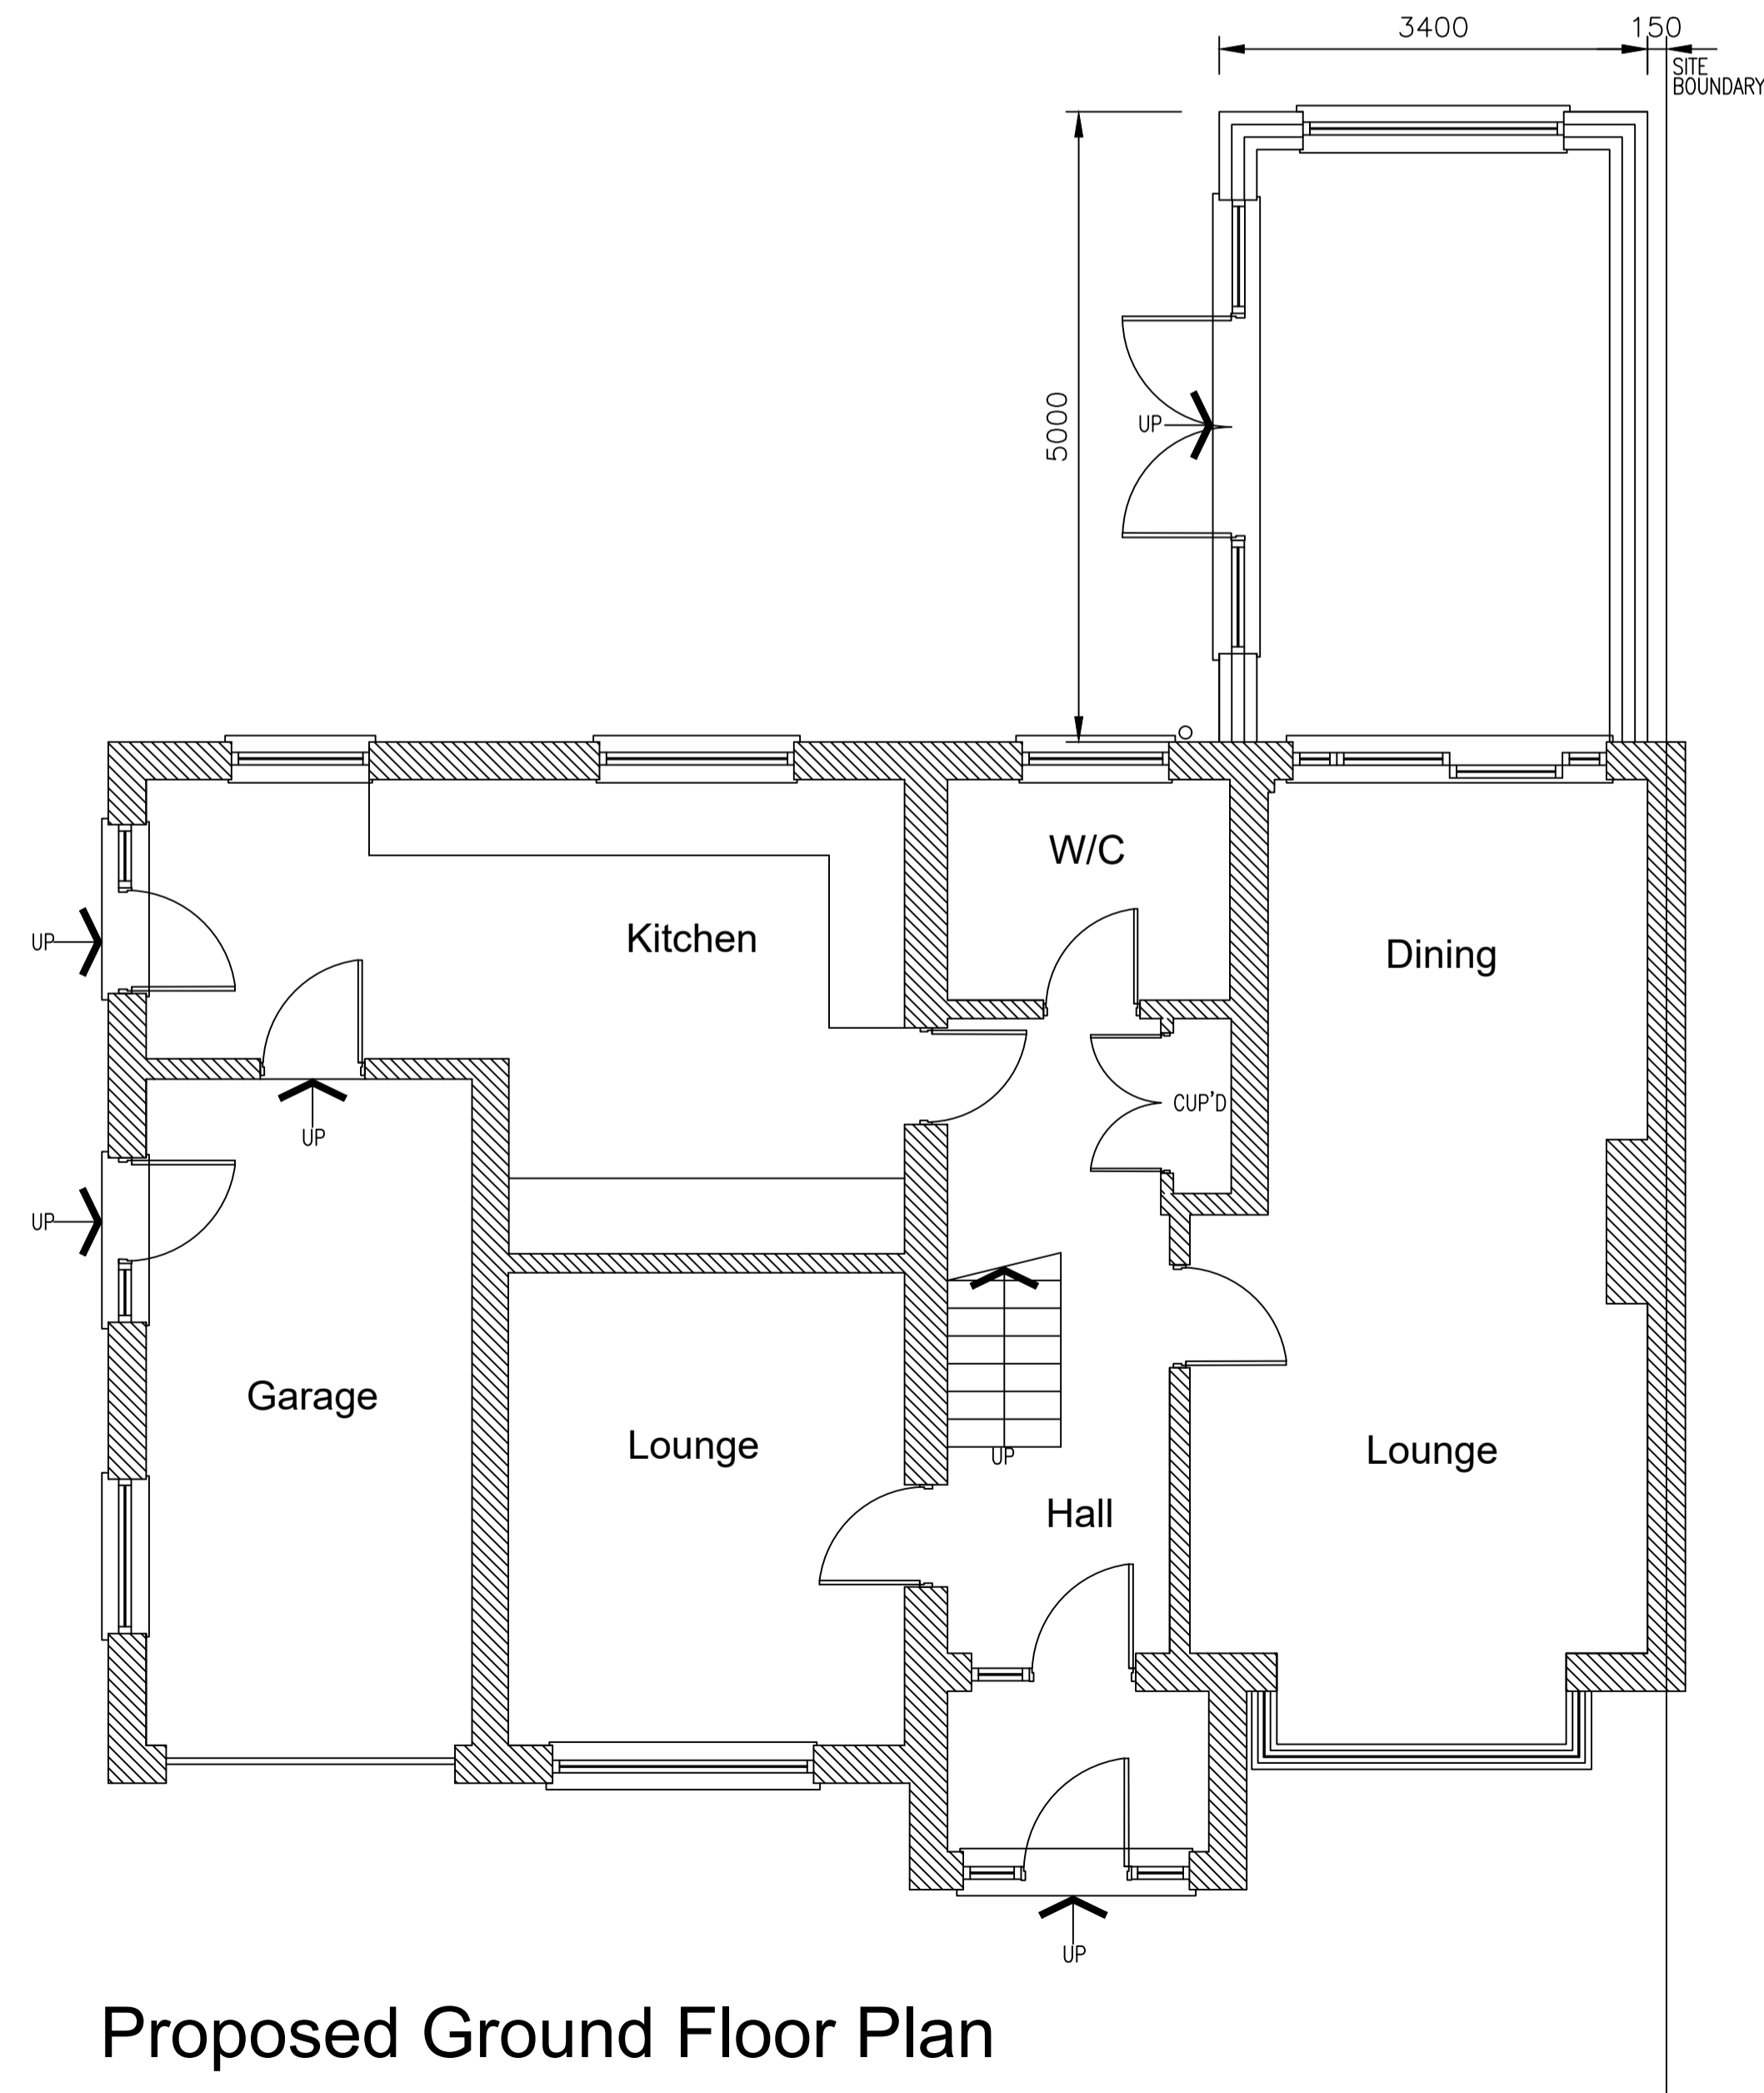 3400 150
SITE
BOUNDARY
5000
UP
W/C
Kitchen
Dining
UP
CUP'D
UP
UP
Garage
Lounge
Lounge
UP
Hall
UP
Proposed Ground Floor Plan